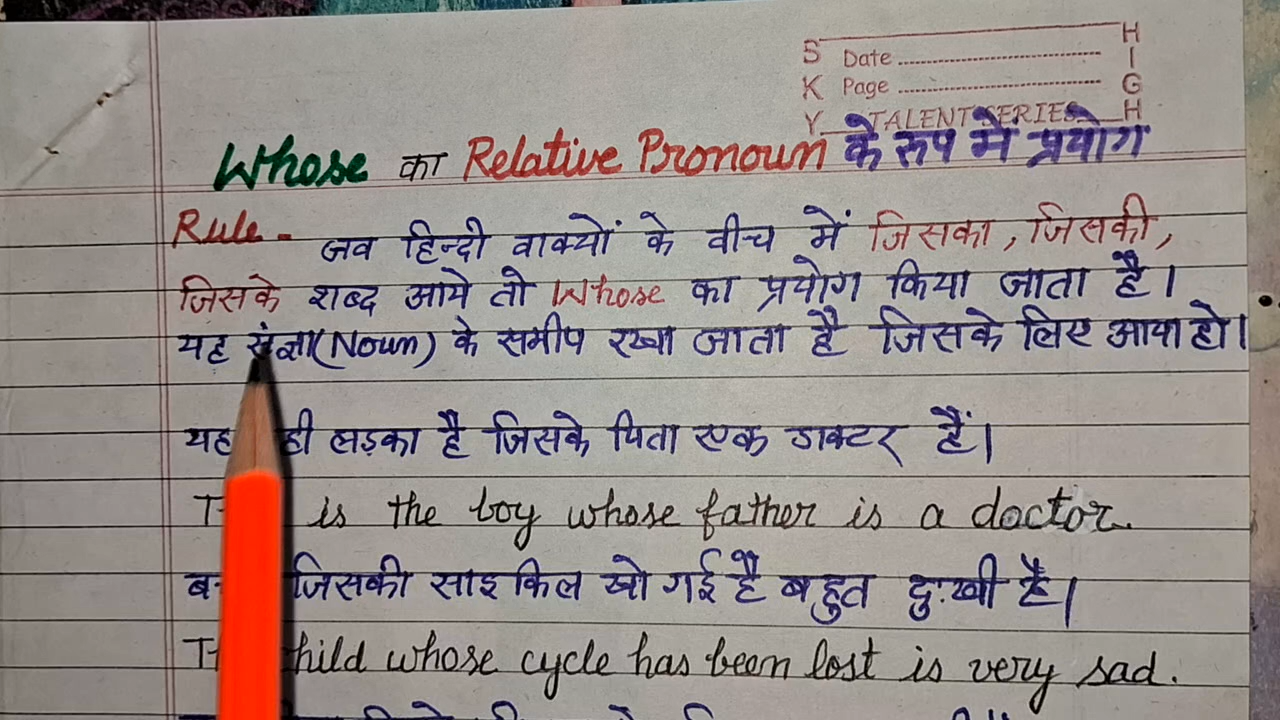 S H
Date
I
K Page
G
Y TALENT SERIES H
Whose का Relative Pronoun के रूप में प्रयोग
Rule - जब हिन्दी वाक्यों के बीच में जिसका, जिसकी,
जिसके शब्द आये तो Whose का प्रयोग किया जाता है।
यह संज्ञा (Noun) के समीप रखा जाता है जिसके लिए आया हो।
यह ही लड़का है जिसके पिता एक डाक्टर हैं।
is the boy whose father is a doctor.
जिसकी साइकिल खो गई है बहुत दुःखी है।
whose cycle has been lost is very sad.